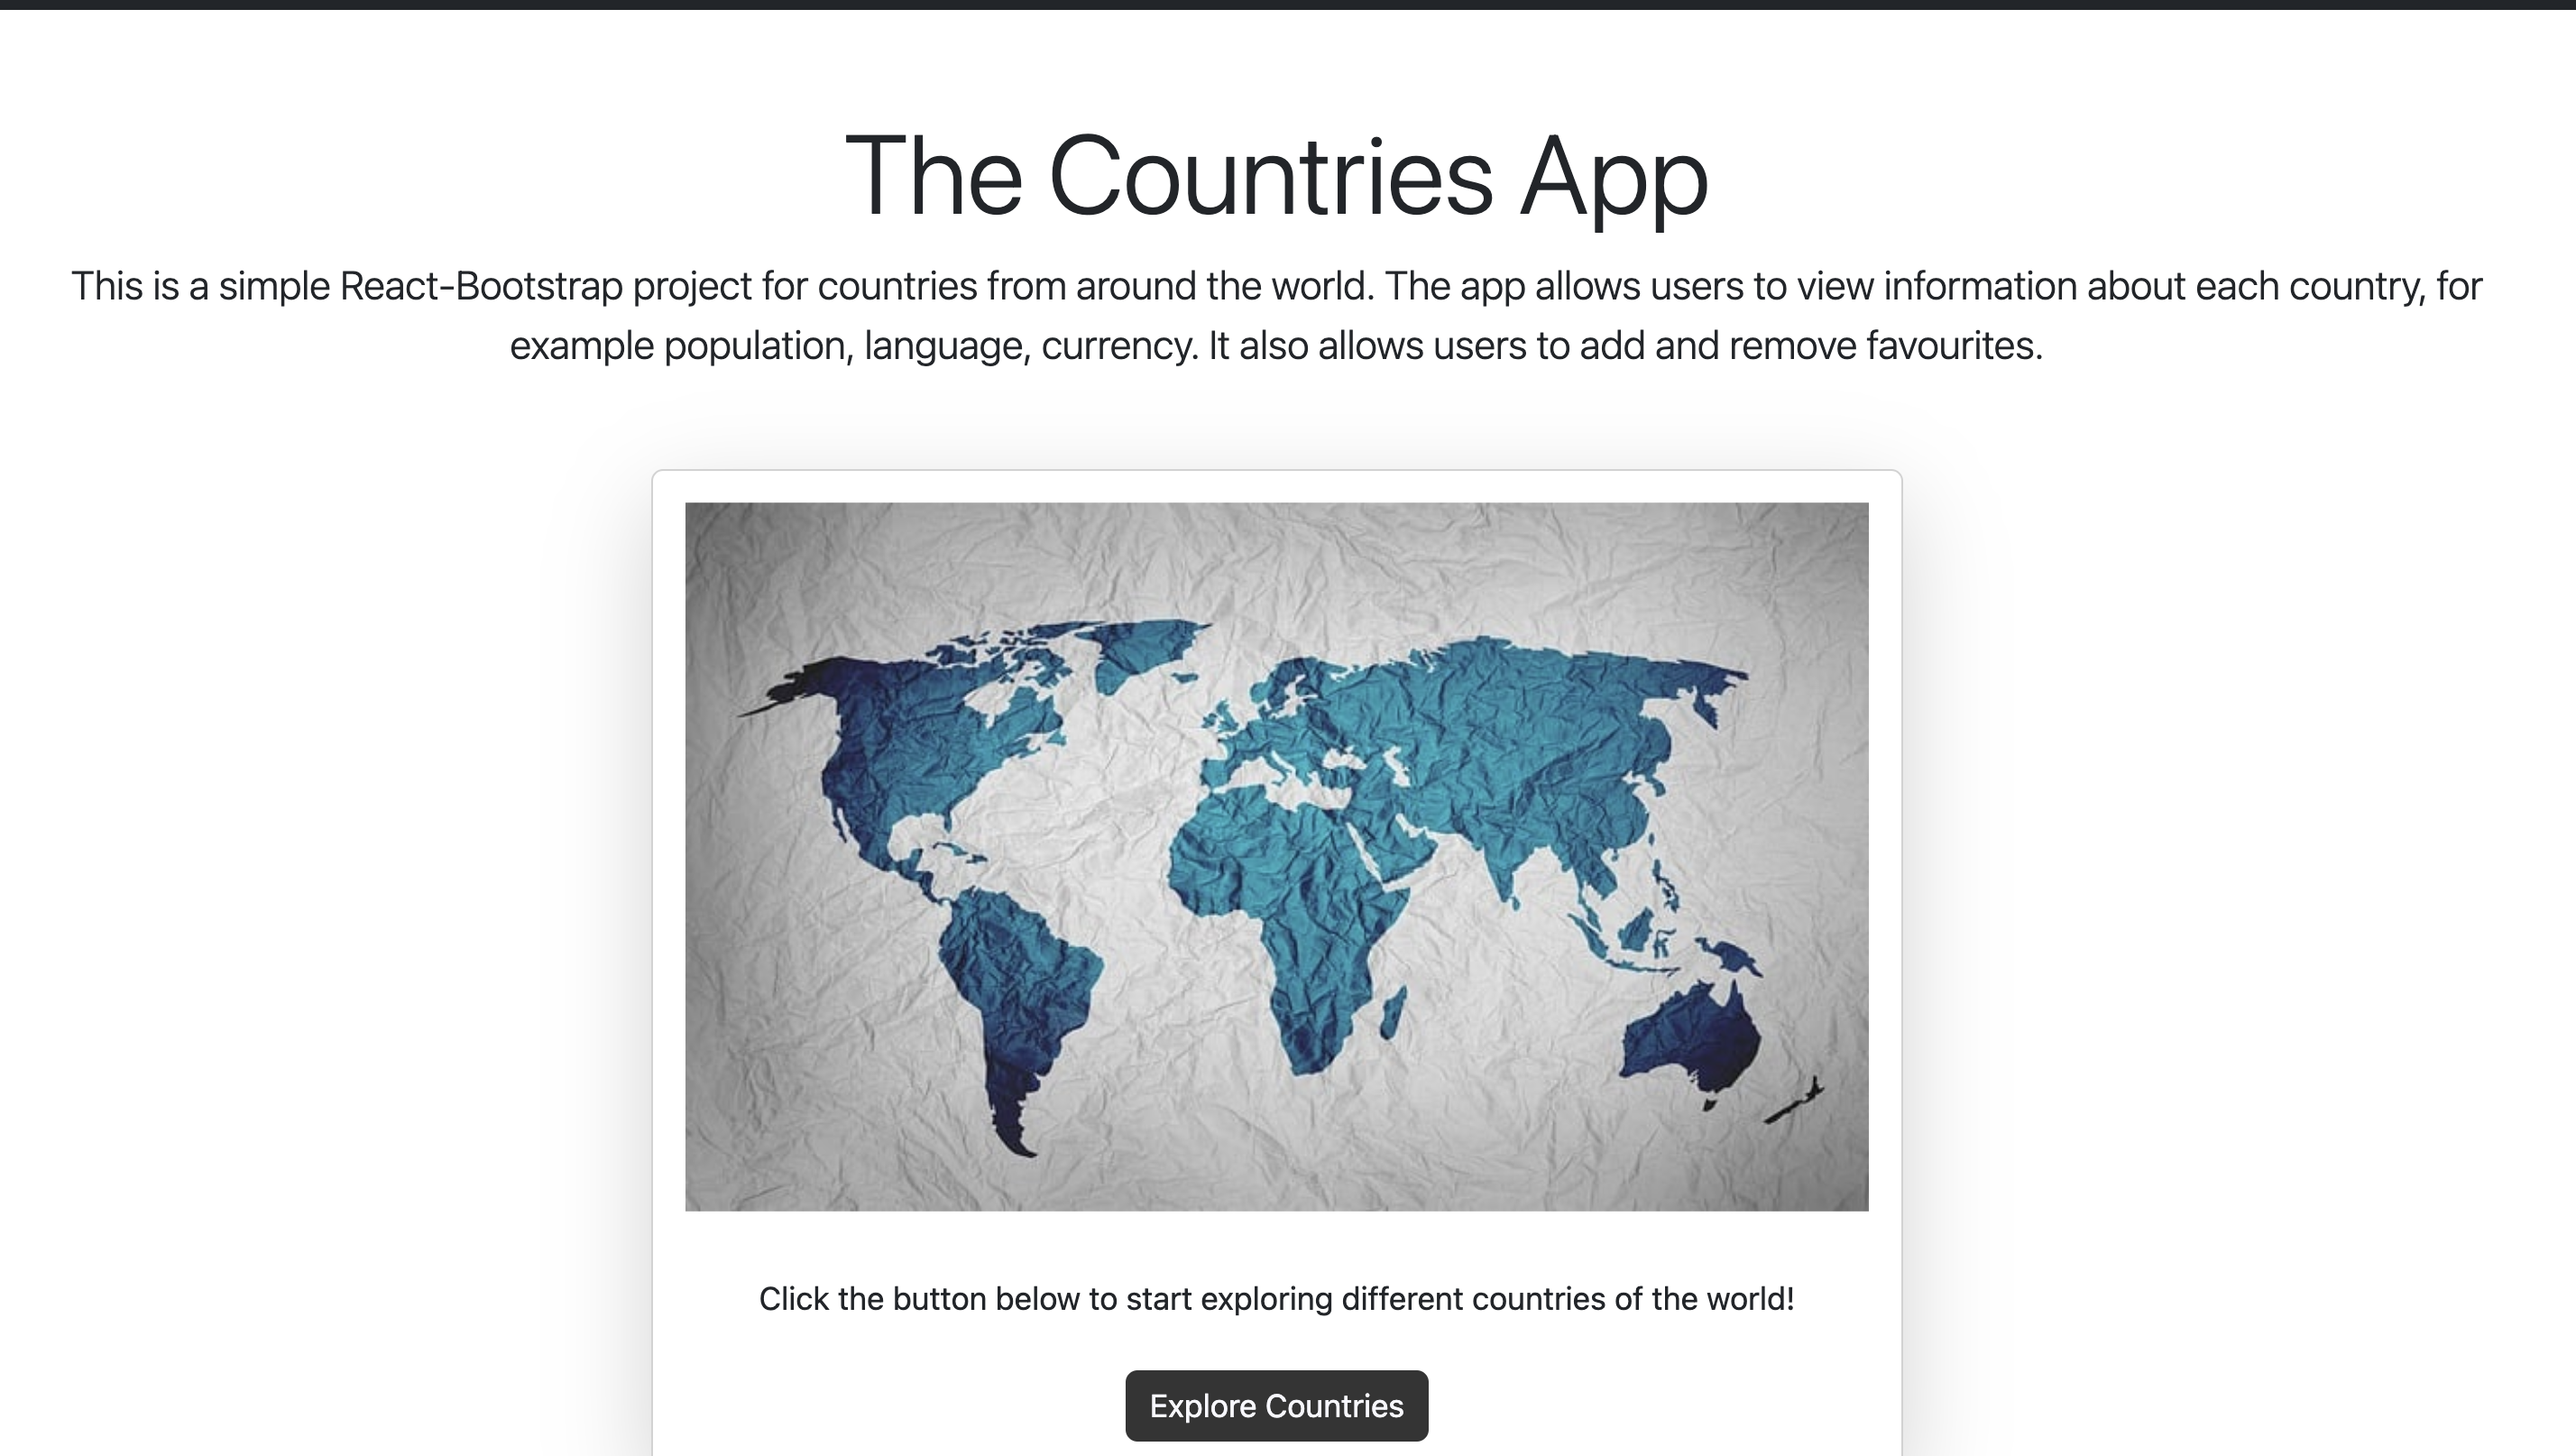 The Countries App
This is a simple React-Bootstrap project for countries from around the world. The app allows users to view information about each country, for
example population, language, currency. It also allows users to add and remove favourites.
Click the button below to start exploring different countries of the world!
Explore Countries